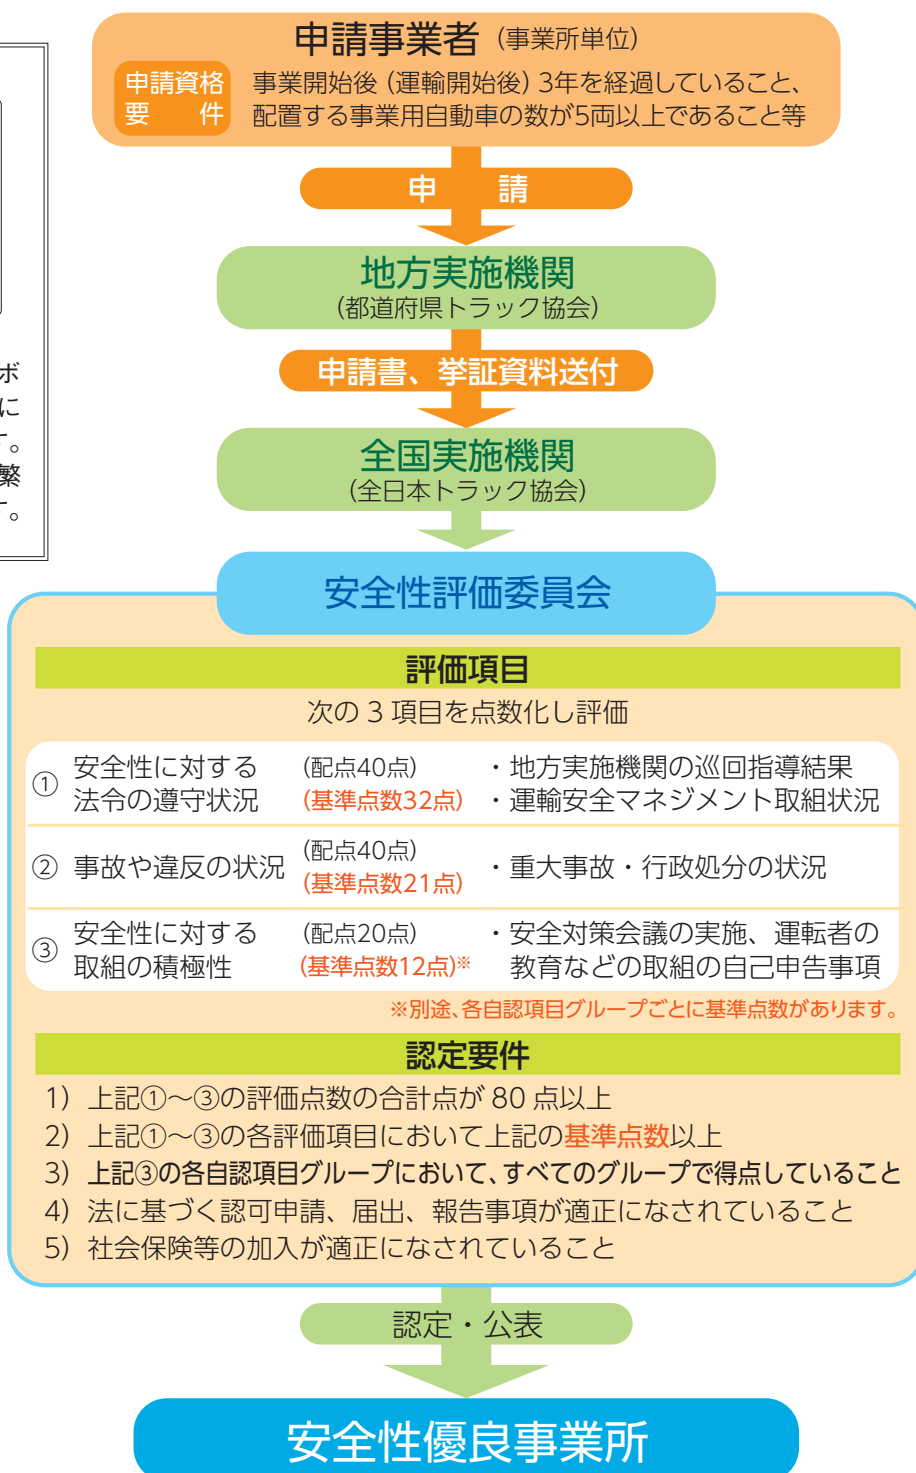 申請事業者（事業所単位）
申請資格
要件
事業開始後（運輸開始後）3年を経過していること、
配置する事業用自動車の数が5両以上であること等
申請
地方実施機関
（都道府県トラック協会）
申請書、挙証資料送付
全国実施機関
（全日本トラック協会）
ボ
に
す。
繁
す。
安全性評価委員会
評価項目
次の3項目を点数化し評価
① 安全性に対する
法令の遵守状況
（配点40点）
（基準点数32点）
・地方実施機関の巡回指導結果
・運輸安全マネジメント取組状況
② 事故や違反の状況
（配点40点）
（基準点数21点）
・重大事故・行政処分の状況
③ 安全性に対する
取組の積極性
（配点20点）
（基準点数12点）※
・安全対策会議の実施、運転者の
教育などの取組の自己申告事項
※別途、各自認項目グループごとに基準点数があります。
認定要件
1）上記①～③の評価点数の合計点が 80 点以上
2）上記①～③の各評価項目において上記の基準点数以上
3）上記③の各自認項目グループにおいて、すべてのグループで得点していること
4）法に基づく認可申請、届出、報告事項が適正になされていること
5）社会保険等の加入が適正になされていること
認定・公表
安全性優良事業所